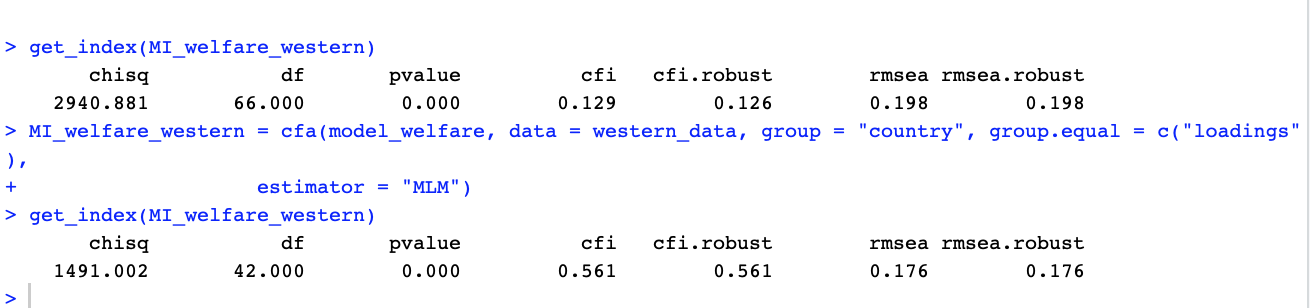 > get_index(MI_welfare_western)
chisq df pvalue cfi cfi.robust rmsea rmsea.robust
2940.881 66.000 0.000 0.129 0.126 0.198 0.198
> MI_welfare_western = cfa(model_welfare, data = western_data, group = "country", group.equal = c("loadings"
),
+ estimator = "MLM")
> get_index(MI_welfare_western)
chisq df pvalue cfi cfi.robust rmsea rmsea.robust
1491.002 42.000 0.000 0.561 0.561 0.176 0.176
>